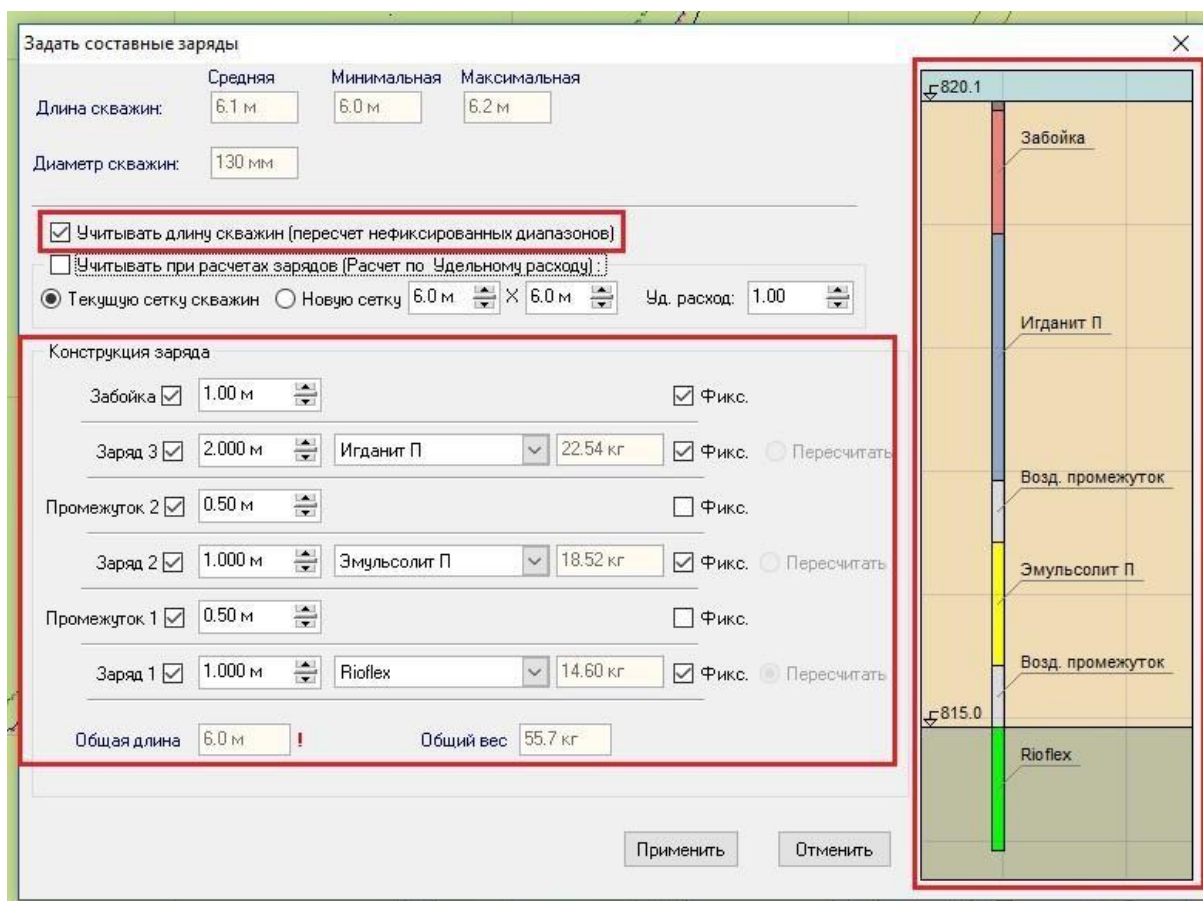 Задать составные заряды
Средняя Минимальная Максимальная
Длина скважин: 6.1 м 6.0 м 6.2 м
Диаметр скважин: 130 мм
Учитывать длину скважин (пересчет нефиксированных диапазонов)
Учитывать при расчетах зарядов (Расчет по Удельному расходу) :
Текущую сетку скважин Новую сетку 6.0 м X 6.0 м Уд. расход: 1.00
Конструкция заряда
Забойка 1.00 м Фикс.
Заряд 3 2.000 м Игданит П 22.54 кг Фикс. Пересчитать
Промежуток 2 0.50 м Фикс.
Заряд 2 1.000 м Эмульсолит П 18.52 кг Фикс. Пересчитать
Промежуток 1 0.50 м Фикс.
Заряд 1 1.000 м Rioflex 14.60 кг Фикс. Пересчитать
Общая длина 6.0 м ! Общий вес 55.7 кг
Применить Отменить
820.1
Забойка
Игданит П
Возд. промежуток
Эмульсолит П
Возд. промежуток
815.0
Rioflex